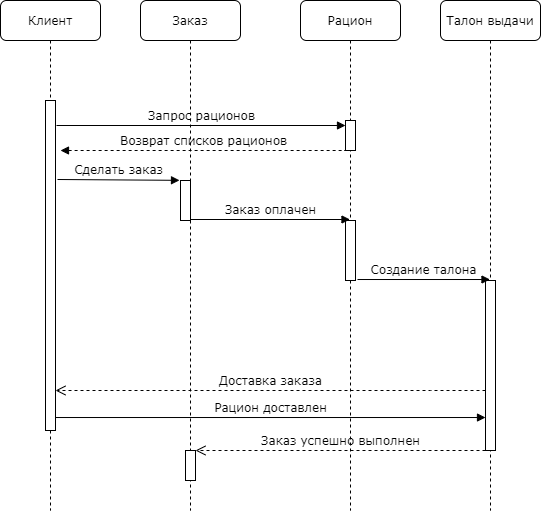 Клиент
Заказ
Рацион
Талон выдачи
Запрос рационов
Возврат списков рационов
Сделать заказ
Заказ оплачен
Создание талона
Доставка заказа
Рацион доставлен
Заказ успешно выполнен